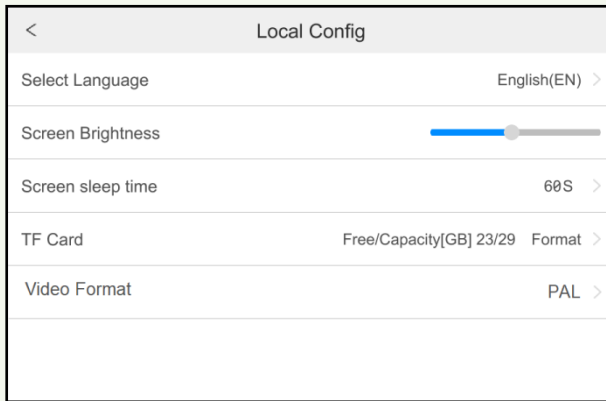 < Local Config
Select Language English(EN) >
Screen Brightness
Screen sleep time 60S >
TF Card Free/Capacity[GB] 23/29 Format >
Video Format PAL >